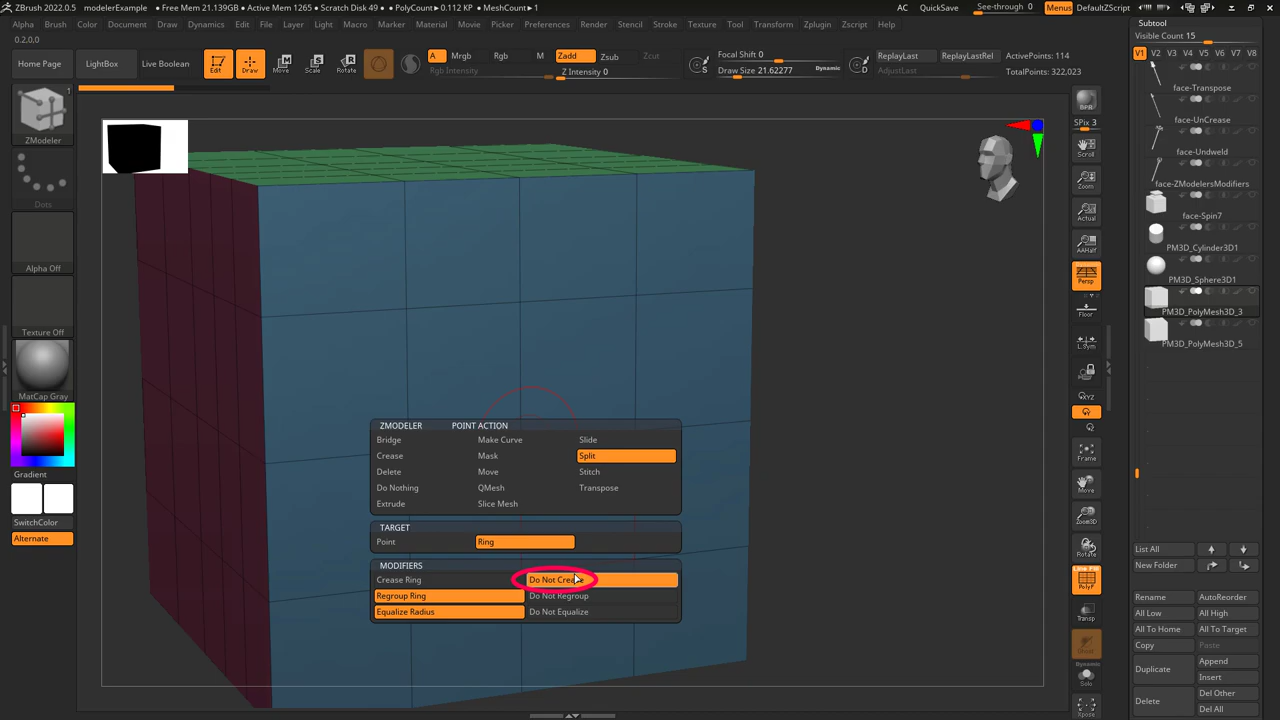 ZBrush 2022.0.5 modelerExample • Free Mem 21.139GB • Active Mem 1265 • Scratch Disk 49 • PolyCount▸0.112 KP • MeshCount▸1 AC QuickSave See-through 0 Menus DefaultZScript
Alpha Brush Color Document Draw Dynamics Edit File Layer Light Macro Marker Material Movie Picker Preferences Render Stencil Stroke Texture Tool Transform Zplugin Zscript Help
0.2,0,0
Home Page LightBox Live Boolean Edit Draw Move Scale Rotate
A Mrgb Rgb M Zadd Zsub Zcut
Rgb Intensity Z Intensity 0
Focal Shift 0
Draw Size 21.62277 Dynamic
S D
ReplayLast ReplayLastRel ActivePoints: 114
AdjustLast TotalPoints: 322,023
1
ZModeler
Dots
Alpha Off
Texture Off
MatCap Gray
Gradient
SwitchColor
Alternate
ZMODELER POINT ACTION
Bridge Make Curve Slide
Crease Mask Split
Delete Move Stitch
Do Nothing QMesh Transpose
Extrude Slice Mesh
TARGET
Point Ring
MODIFIERS
Crease Ring
Regroup Ring Do Not Regroup
Equalize Radius Do Not Equalize
BPR
SPix 3
Scroll
Zoom
Actual
AAHalf
Persp
Floor
L.Sym
XYZ
Y
Z
Frame
Move
Zoom3D
Rotate
Line Fill
PolyF
Transp
Ghost
Dynamic
Solo
Xpose
Subtool
Visible Count 15
V1 V2 V3 V4 V5 V6 V7 V8
face-Transpose
face-UnCrease
face-Undweld
face-ZModelersModifiers
face-Spin7
PM3D_Cylinder3D1
PM3D_Sphere3D1
PM3D_PolyMesh3D_3
PM3D_PolyMesh3D_5
List All
New Folder
Rename AutoReorder
All Low All High
All To Home All To Target
Copy Paste
Duplicate Append
Insert
Delete Del Other
Del All